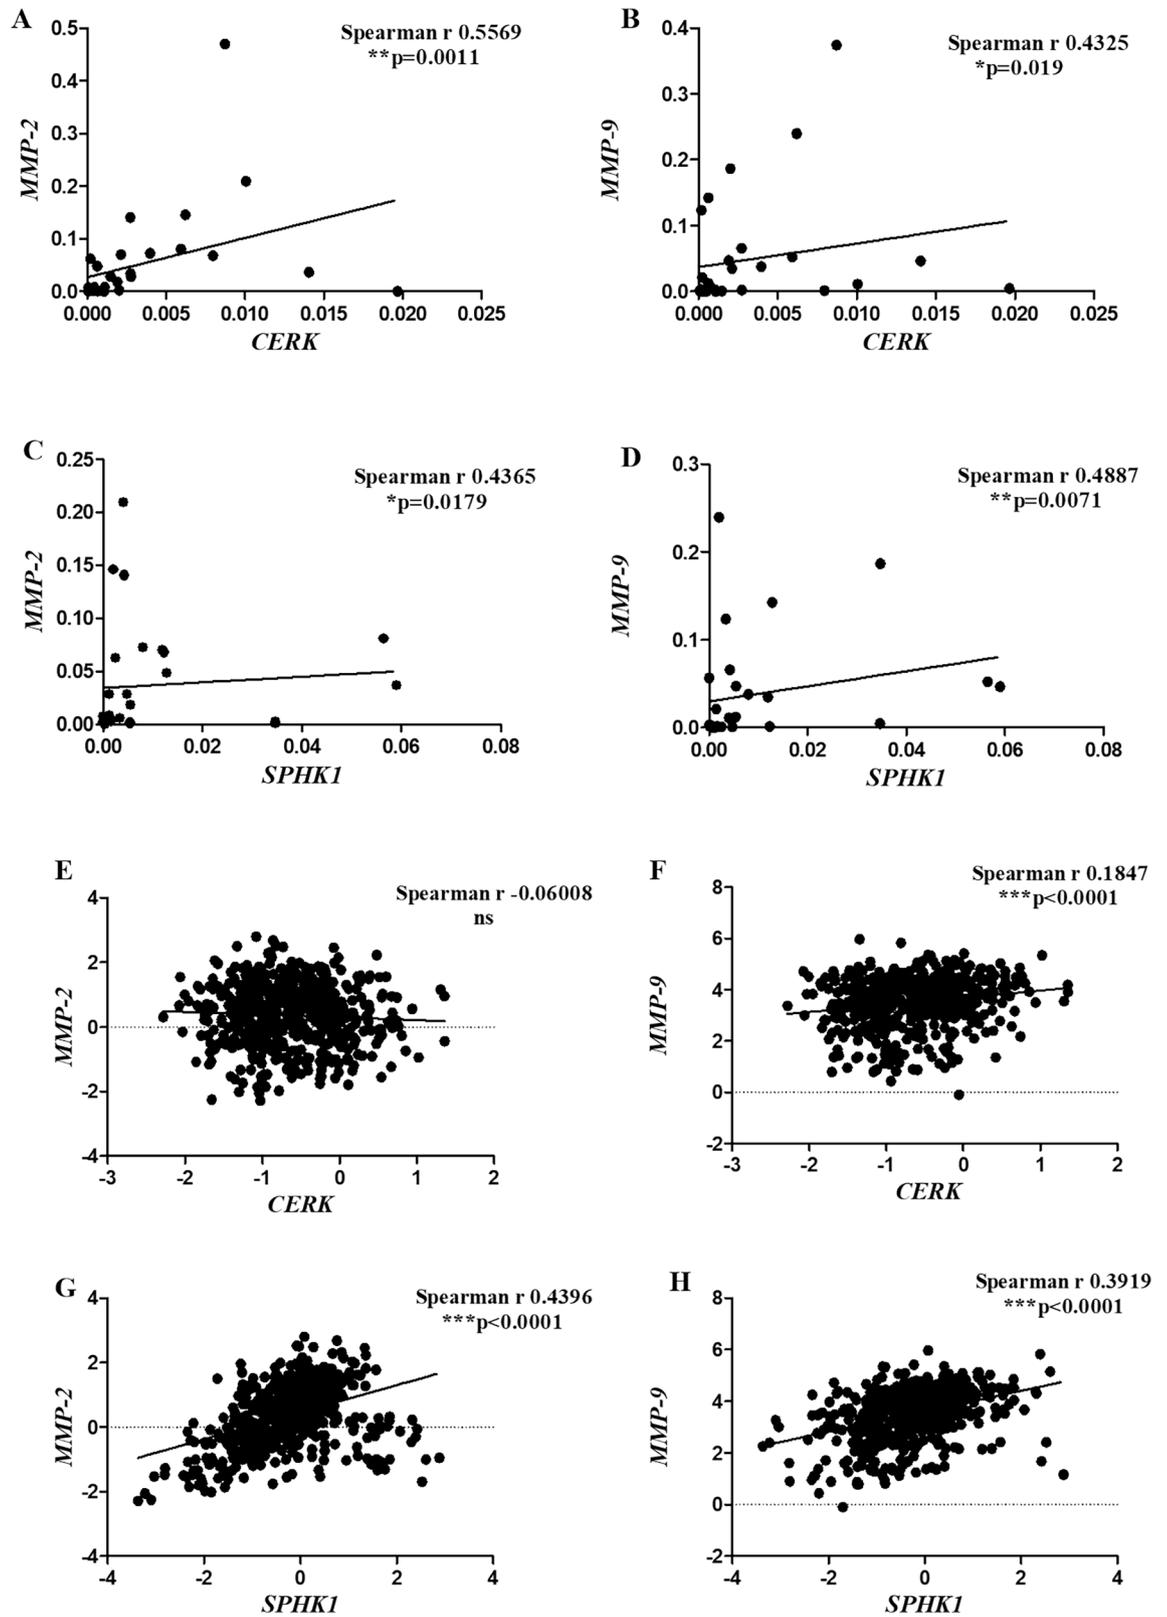 A
Spearman r 0.5569
**p=0.0011
MMP-2
0.5
0.4
0.3
0.2
0.1
0.0
0.000 0.005 0.010 0.015 0.020 0.025
CERK
B
Spearman r 0.4325
*p=0.019
MMP-9
0.4
0.3
0.2
0.1
0.0
0.000 0.005 0.010 0.015 0.020 0.025
CERK
C
Spearman r 0.4365
*p=0.0179
MMP-2
0.25
0.20
0.15
0.10
0.05
0.00
0.00 0.02 0.04 0.06 0.08
SPHK1
D
Spearman r 0.4887
**p=0.0071
MMP-9
0.3
0.2
0.1
0.0
0.00 0.02 0.04 0.06 0.08
SPHK1
E
Spearman r -0.06008
ns
MMP-2
4
2
0
-2
-4
-3 -2 -1 0 1 2
CERK
F
Spearman r 0.1847
***p<0.0001
MMP-9
8
6
4
2
0
-2
-3 -2 -1 0 1 2
CERK
G
Spearman r 0.4396
***p<0.0001
MMP-2
4
2
0
-2
-4
-4 -2 0 2 4
SPHK1
H
Spearman r 0.3919
***p<0.0001
MMP-9
8
6
4
2
0
-2
-4 -2 0 2 4
SPHK1